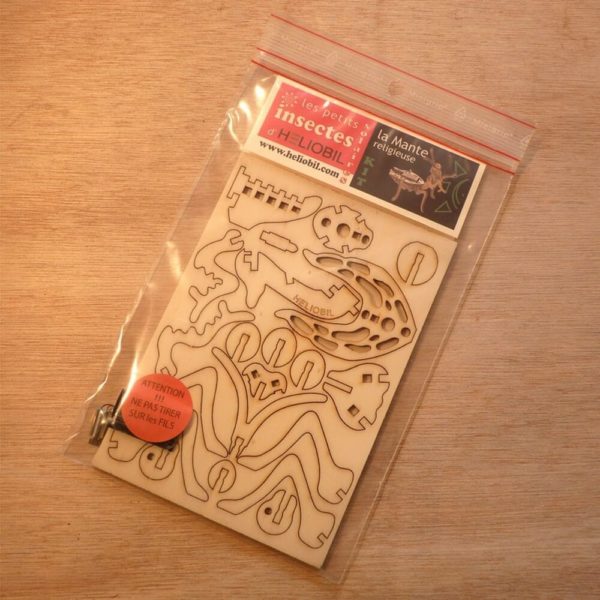 les petits
insectes
d'HELIOBIL
Solaires
www.heliobil.com
KIT
la Mante
religieuse
HELIOBIL
ATTENTION
!!!
NE PAS TIRER
SUR les FILS